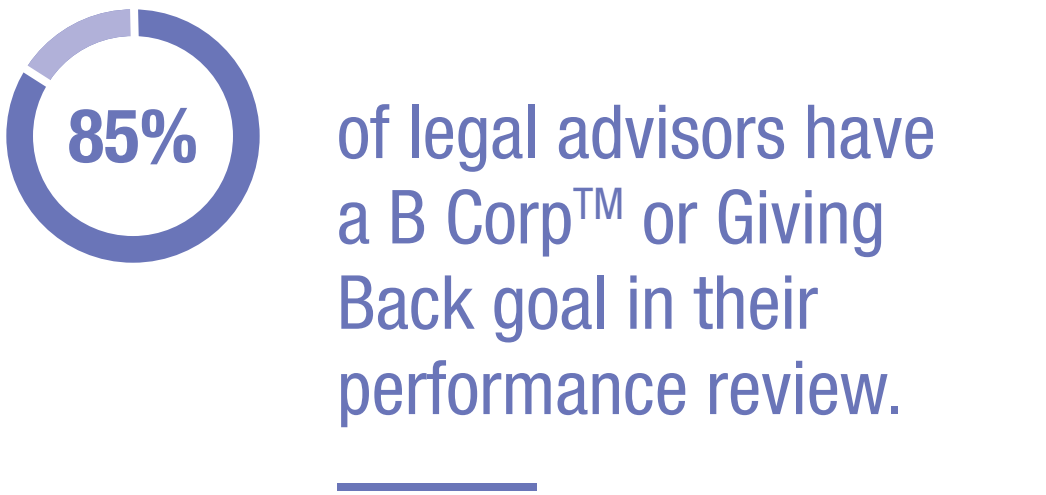 85%
of legal advisors have
a B Corp™ or Giving
Back goal in their
performance review.